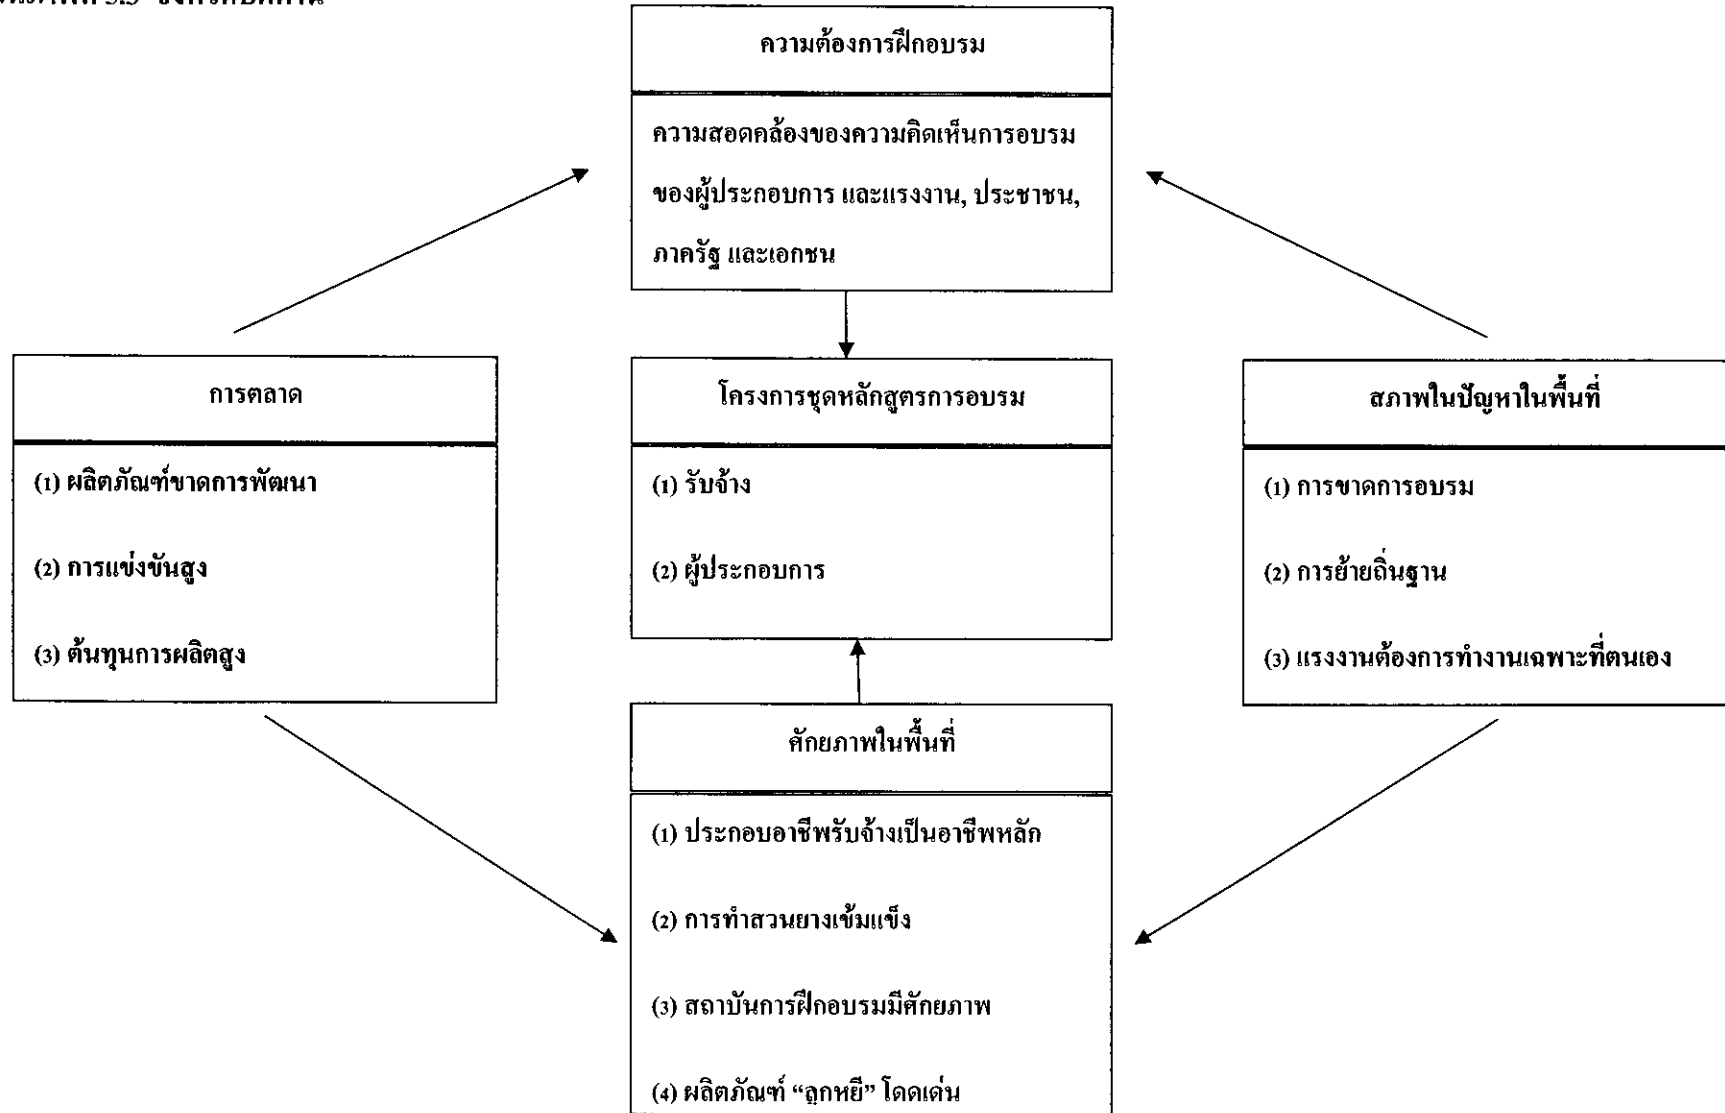 ความต้องการฝึกอบรม
ความสอดคล้องของความคิดเห็นการอบรม
ของผู้ประกอบการ และแรงงาน, ประชาชน,
ภาครัฐ และเอกชน
การตลาด
(1) ผลิตภัณฑ์ขาดการพัฒนา
(2) การแข่งขันสูง
(3) ต้นทุนการผลิตสูง
โครงการชุดหลักสูตรการอบรม
(1) รับจ้าง
(2) ผู้ประกอบการ
สภาพในปัญหาในพื้นที่
(1) การขาดการอบรม
(2) การย้ายถิ่นฐาน
(3) แรงงานต้องการทำงานเฉพาะที่ตนเอง
ศักยภาพในพื้นที่
(1) ประกอบอาชีพรับจ้างเป็นอาชีพหลัก
(2) การทำสวนยางเข้มแข็ง
(3) สถาบันการฝึกอบรมมีศักยภาพ
(4) ผลิตภัณฑ์ “ลูกหยี” โดดเด่น